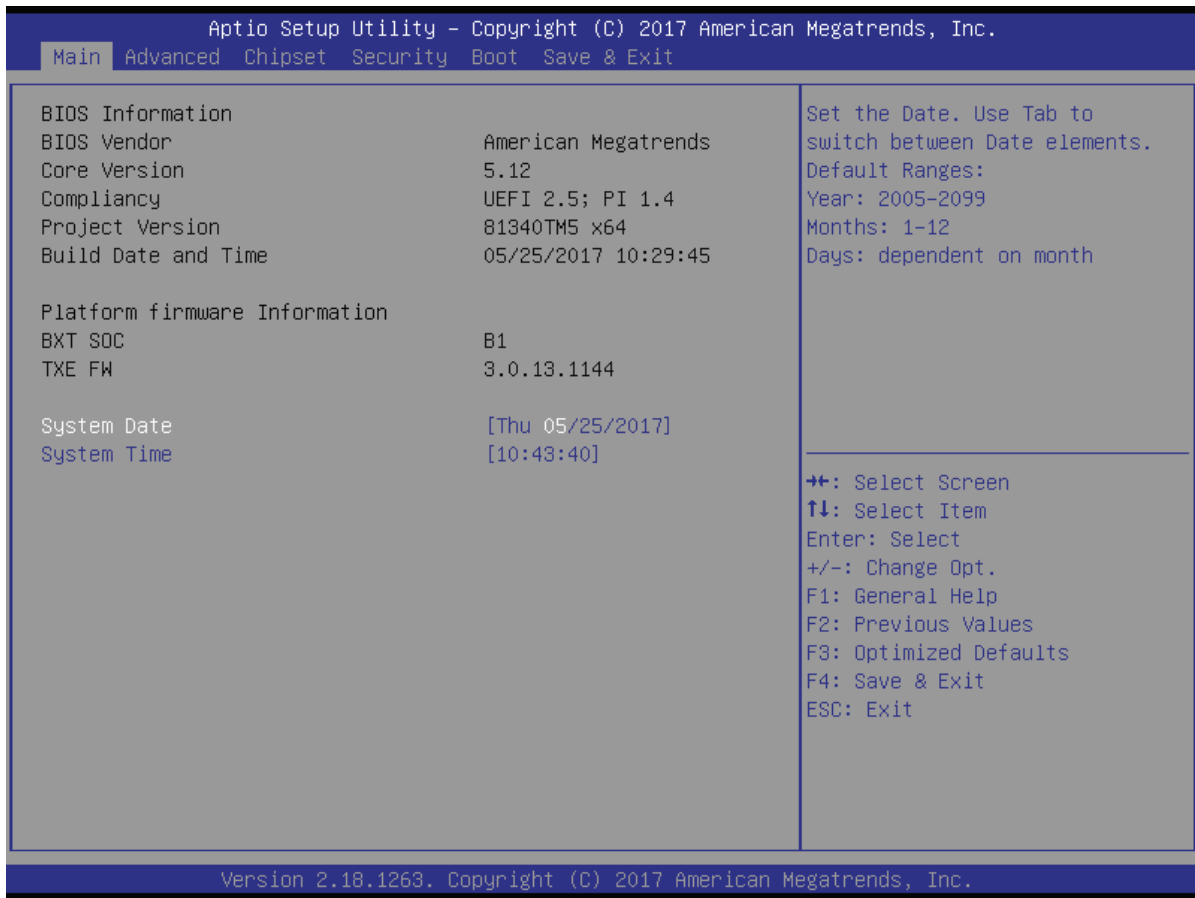 Aptio Setup Utility – Copyright (C) 2017 American Megatrends, Inc.
Main Advanced Chipset Security Boot Save & Exit
BIOS Information
BIOS Vendor American Megatrends
Core Version 5.12
Compliancy UEFI 2.5; PI 1.4
Project Version 81340TM5 x64
Build Date and Time 05/25/2017 10:29:45
Platform firmware Information
BXT SOC B1
TXE FW 3.0.13.1144
System Date [Thu 05/25/2017]
System Time [10:43:40]
Set the Date. Use Tab to
switch between Date elements.
Default Ranges:
Year: 2005-2099
Months: 1-12
Days: dependent on month
→←: Select Screen
↑↓: Select Item
Enter: Select
+/-: Change Opt.
F1: General Help
F2: Previous Values
F3: Optimized Defaults
F4: Save & Exit
ESC: Exit
Version 2.18.1263. Copyright (C) 2017 American Megatrends, Inc.